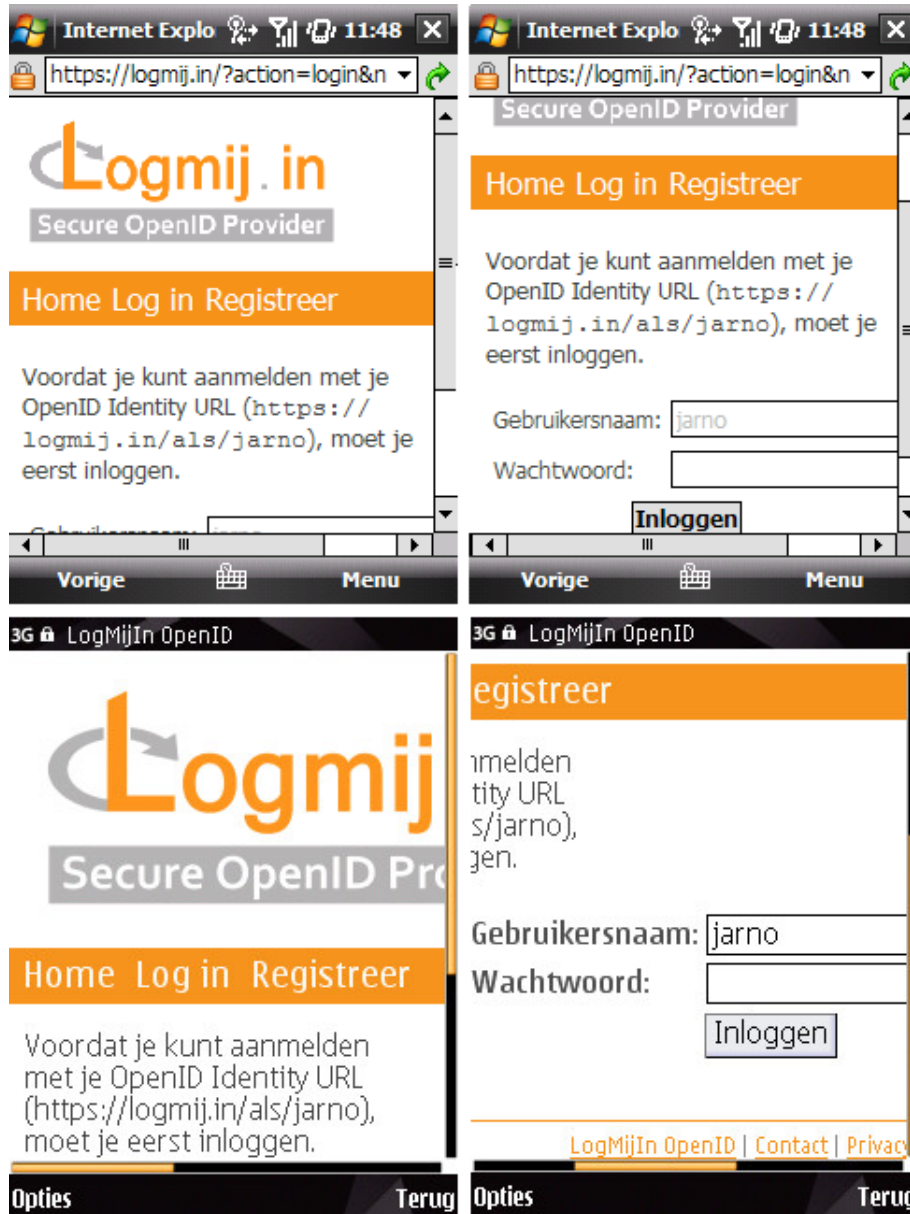 Internet Explo 11:48
https://logmij.in/?action=login&n
Logmij.in
Secure OpenID Provider
Home Log in Registreer
Voordat je kunt aanmelden met je
OpenID Identity URL (https://
logmij.in/als/jarno), moet je
eerst inloggen.
Gebruikersnaam: jarno
Vorige Menu
Internet Explo 11:48
https://logmij.in/?action=login&n
Secure OpenID Provider
Home Log in Registreer
Voordat je kunt aanmelden met je
OpenID Identity URL (https://
logmij.in/als/jarno), moet je
eerst inloggen.
Gebruikersnaam: jarno
Wachtwoord:
Inloggen
Vorige Menu
3G LogMijIn OpenID
Logmij
Secure OpenID Pro
Home Log in Registreer
Voordat je kunt aanmelden
met je OpenID Identity URL
(https://logmij.in/als/jarno),
moet je eerst inloggen.
Opties Terug
3G LogMijIn OpenID
egistreer
nmelden
tity URL
s/jarno),
gen.
Gebruikersnaam: jarno
Wachtwoord:
Inloggen
LogMijIn OpenID | Contact | Privacy
Opties Terug